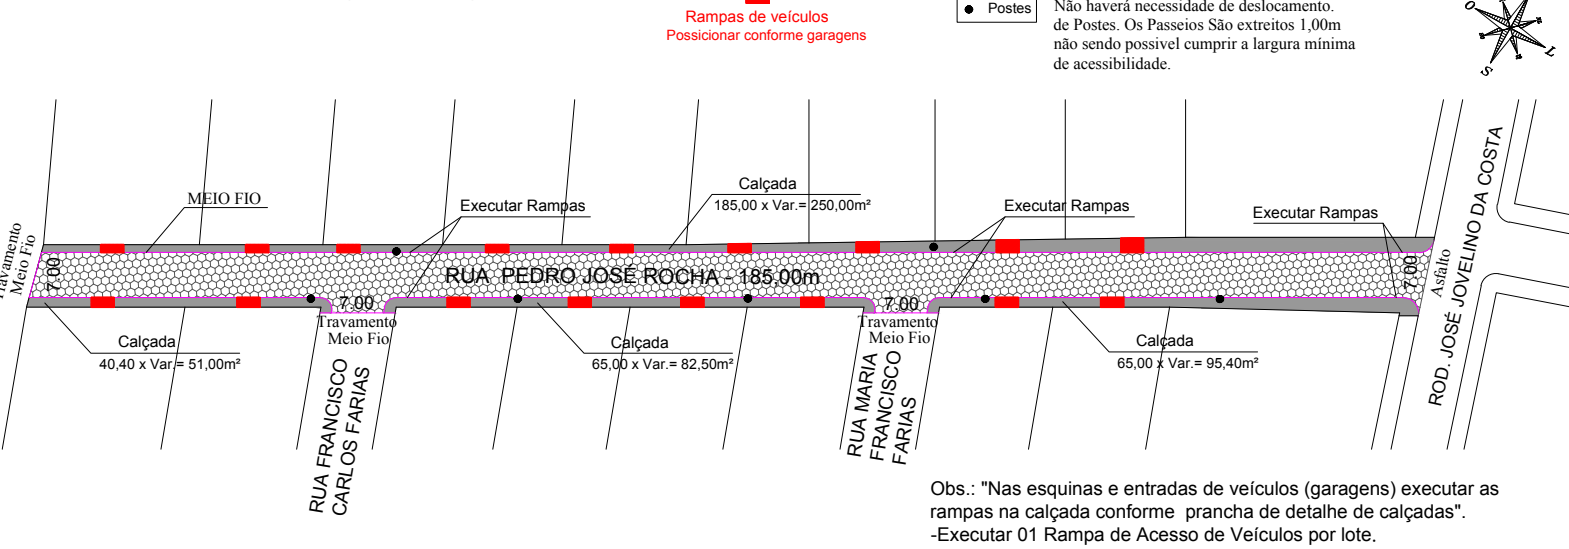 Rampas de veículos
Possicionar conforme garagens
Postes
Não haverá necessidade de deslocamento.
de Postes. Os Passeios São extreitos 1,00m
não sendo possivel cumprir a largura mínima
de acessibilidade.
O
S
L
MEIO FIO
Executar Rampas
Calçada
185,00 x Var.= 250,00m²
Executar Rampas
Executar Rampas
Travamento
Meio Fio
7.00
RUA PEDRO JOSÉ ROCHA - 185,00m
7.00
Asfalto
ROD. JOSÉ JOVELINO DA COSTA
7.00
Travamento
Meio Fio
7.00
Travamento
Meio Fio
Calçada
40,40 x Var.= 51,00m²
Calçada
65,00 x Var.= 82,50m²
Calçada
65,00 x Var.= 95,40m²
RUA FRANCISCO
CARLOS FARIAS
RUA MARIA
FRANCISCO
FARIAS
Obs.: "Nas esquinas e entradas de veículos (garagens) executar as
rampas na calçada conforme prancha de detalhe de calçadas".
-Executar 01 Rampa de Acesso de Veículos por lote.